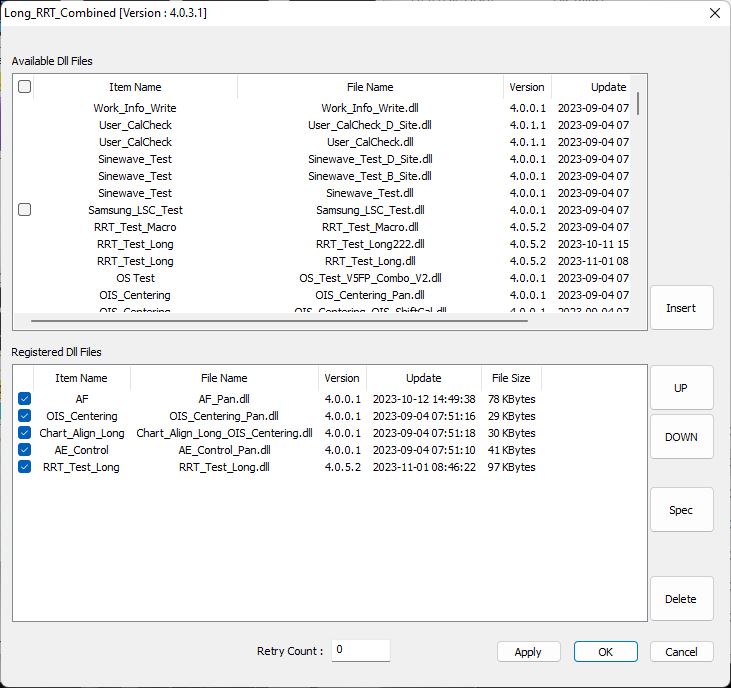 Long_RRT_Combined [Version : 4.0.3.1]
Available Dll Files
Item Name File Name Version Update
Work_Info_Write Work_Info_Write.dll 4.0.0.1 2023-09-04 07
User_CalCheck User_CalCheck_D_Site.dll 4.0.1.1 2023-09-04 07
User_CalCheck User_CalCheck.dll 4.0.1.1 2023-09-04 07
Sinewave_Test Sinewave_Test_D_Site.dll 4.0.0.1 2023-09-04 07
Sinewave_Test Sinewave_Test_B_Site.dll 4.0.0.1 2023-09-04 07
Sinewave_Test Sinewave_Test.dll 4.0.0.1 2023-09-04 07
Samsung_LSC_Test Samsung_LSC_Test.dll 4.0.0.1 2023-09-04 07
RRT_Test_Macro RRT_Test_Macro.dll 4.0.5.2 2023-09-04 07
RRT_Test_Long RRT_Test_Long222.dll 4.0.5.2 2023-10-11 15
RRT_Test_Long RRT_Test_Long.dll 4.0.5.2 2023-11-01 08
OS Test OS_Test_V5FP_Combo_V2.dll 4.0.0.1 2023-09-04 07
OIS_Centering OIS_Centering_Pan.dll 4.0.0.1 2023-09-04 07
OIS_Centering OIS_Centering_OIS_ShiftCal.dll 4.0.0.1 2023-09-04 07
Insert
Registered Dll Files
Item Name File Name Version Update File Size
AF AF_Pan.dll 4.0.0.1 2023-10-12 14:49:38 78 KBytes
OIS_Centering OIS_Centering_Pan.dll 4.0.0.1 2023-09-04 07:51:16 29 KBytes
Chart_Align_Long Chart_Align_Long_OIS_Centering.dll 4.0.0.1 2023-09-04 07:51:18 30 KBytes
AE_Control AE_Control_Pan.dll 4.0.0.1 2023-09-04 07:51:10 41 KBytes
RRT_Test_Long RRT_Test_Long.dll 4.0.5.2 2023-11-01 08:46:22 97 KBytes
UP
DOWN
Spec
Delete
Retry Count : 0
Apply OK Cancel